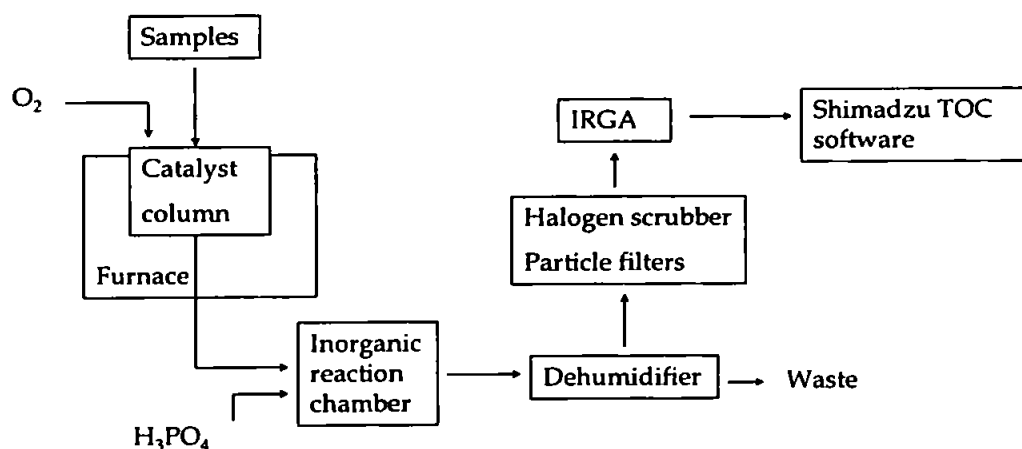 Samples
O₂
IRGA
Shimadzu TOC
software
Catalyst
column
Halogen scrubber
Particle filters
Furnace
Inorganic
reaction
chamber
Dehumidifier
Waste
H₃PO₄